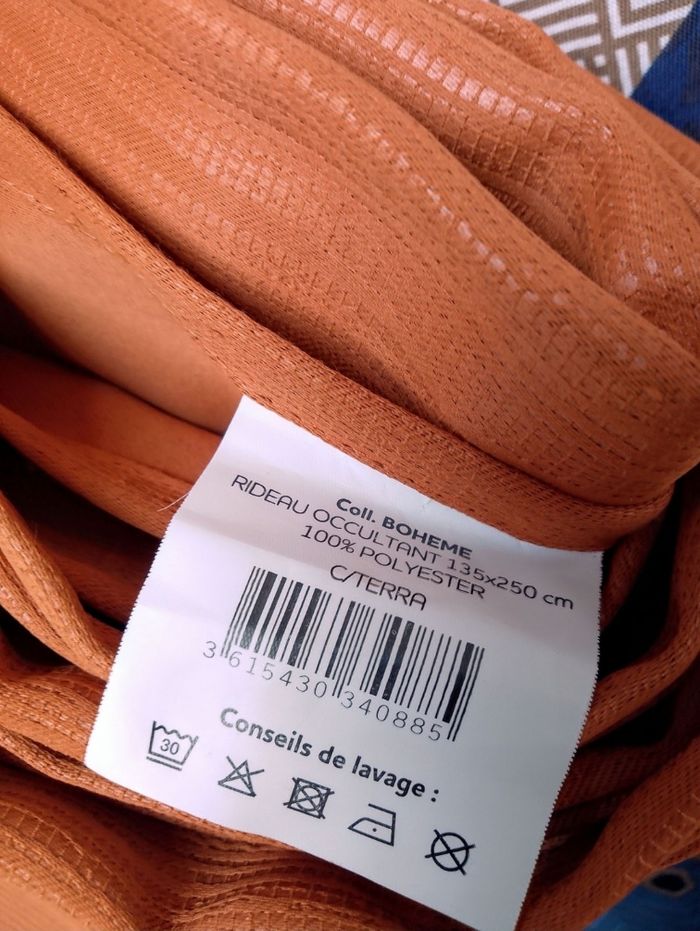 Coll. BOHEME
RIDEAU OCCULTANT 135x250 cm
100% POLYESTER
C/TERRA
3 615430 340885
Conseils de lavage :
30